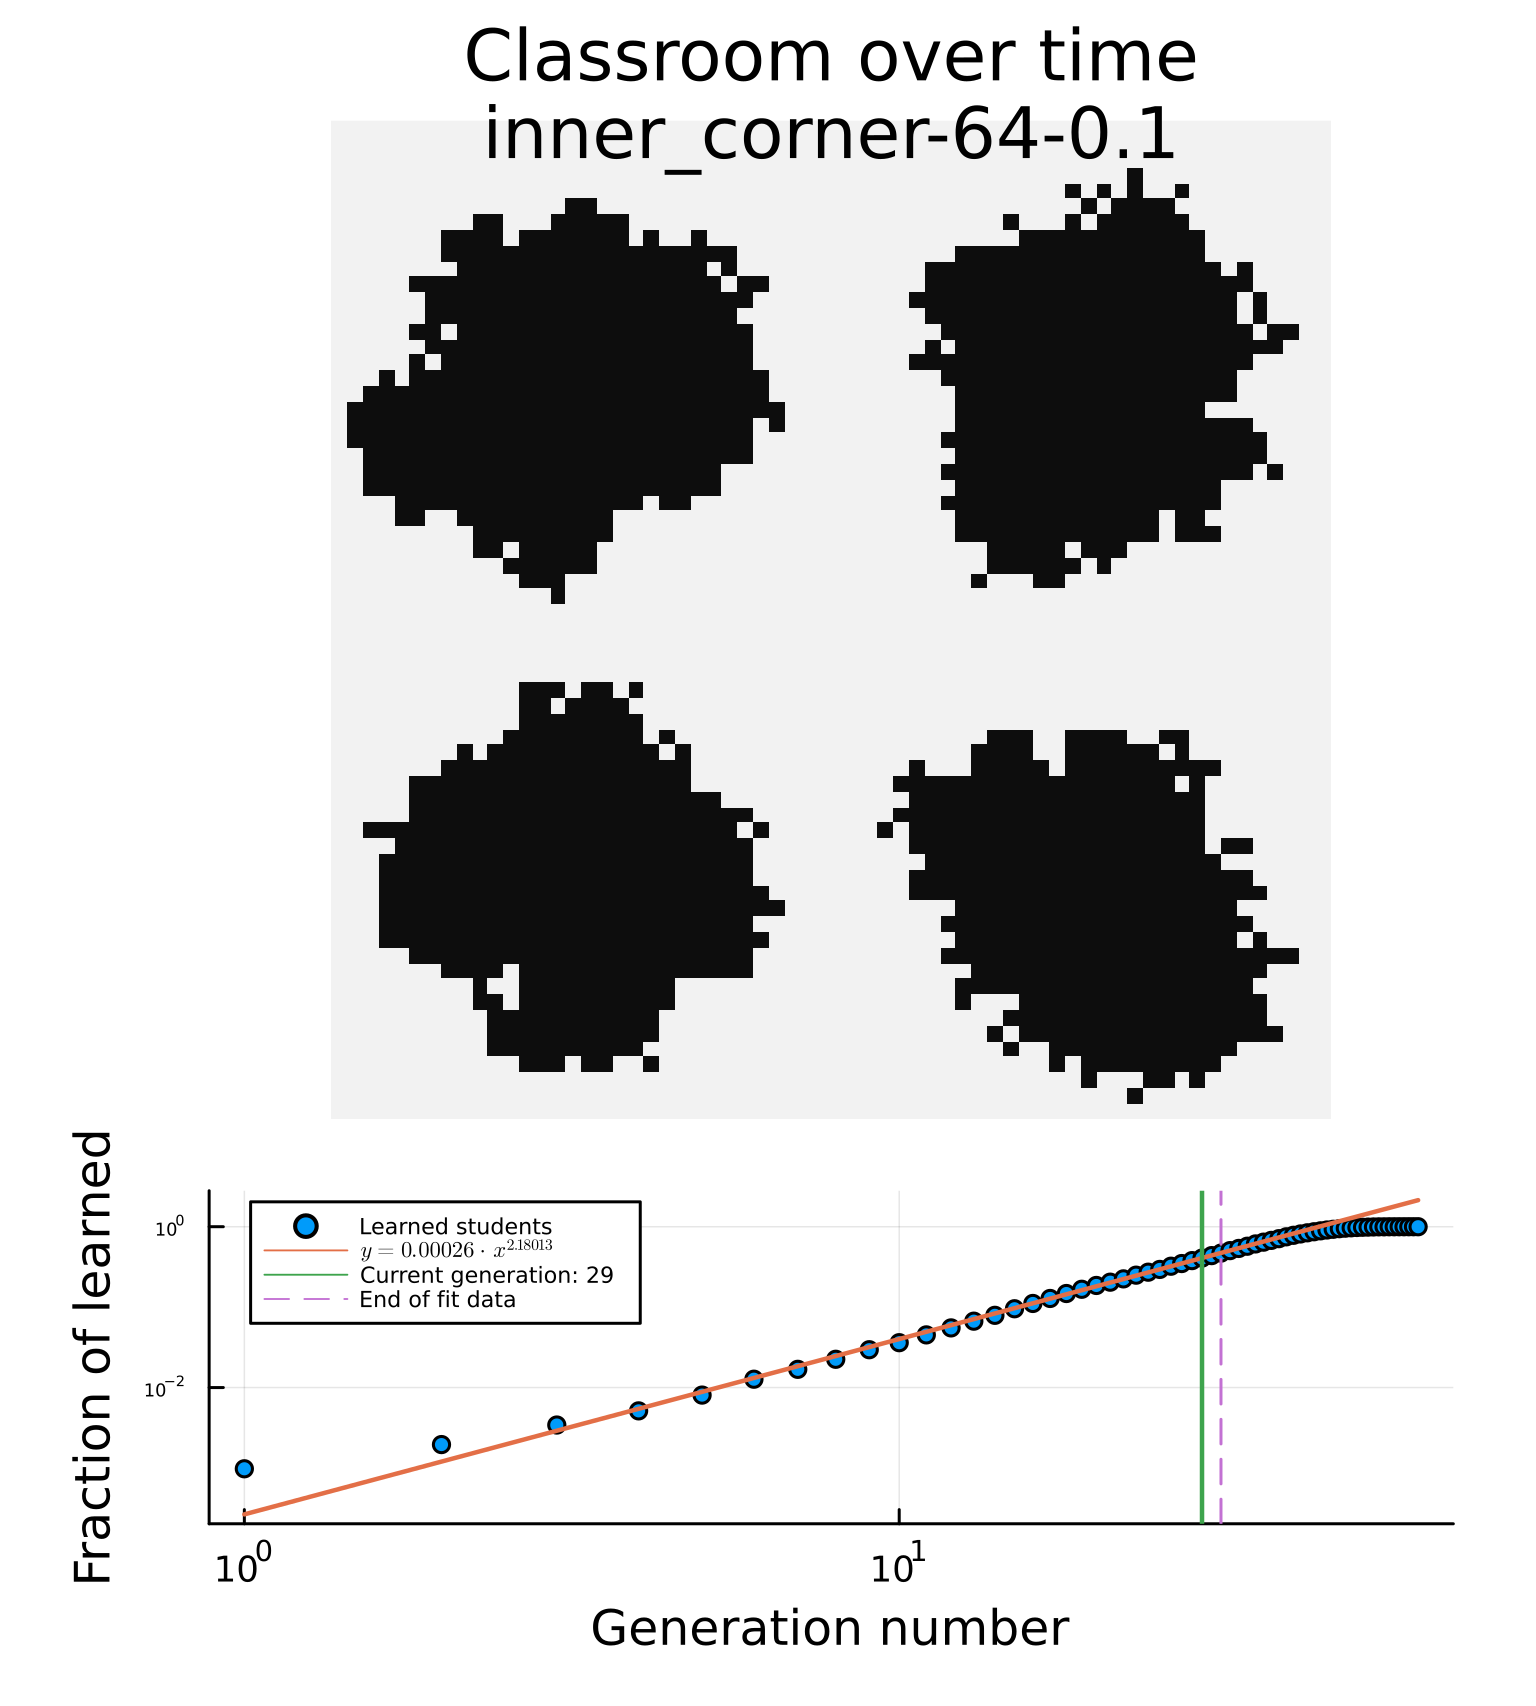 Classroom over time
inner_corner-64-0.1
Fraction of learned
10^0
10^−2
Learned students
y = 0.00026 · x^2.18013
Current generation: 29
End of fit data
10^0
10^1
Generation number